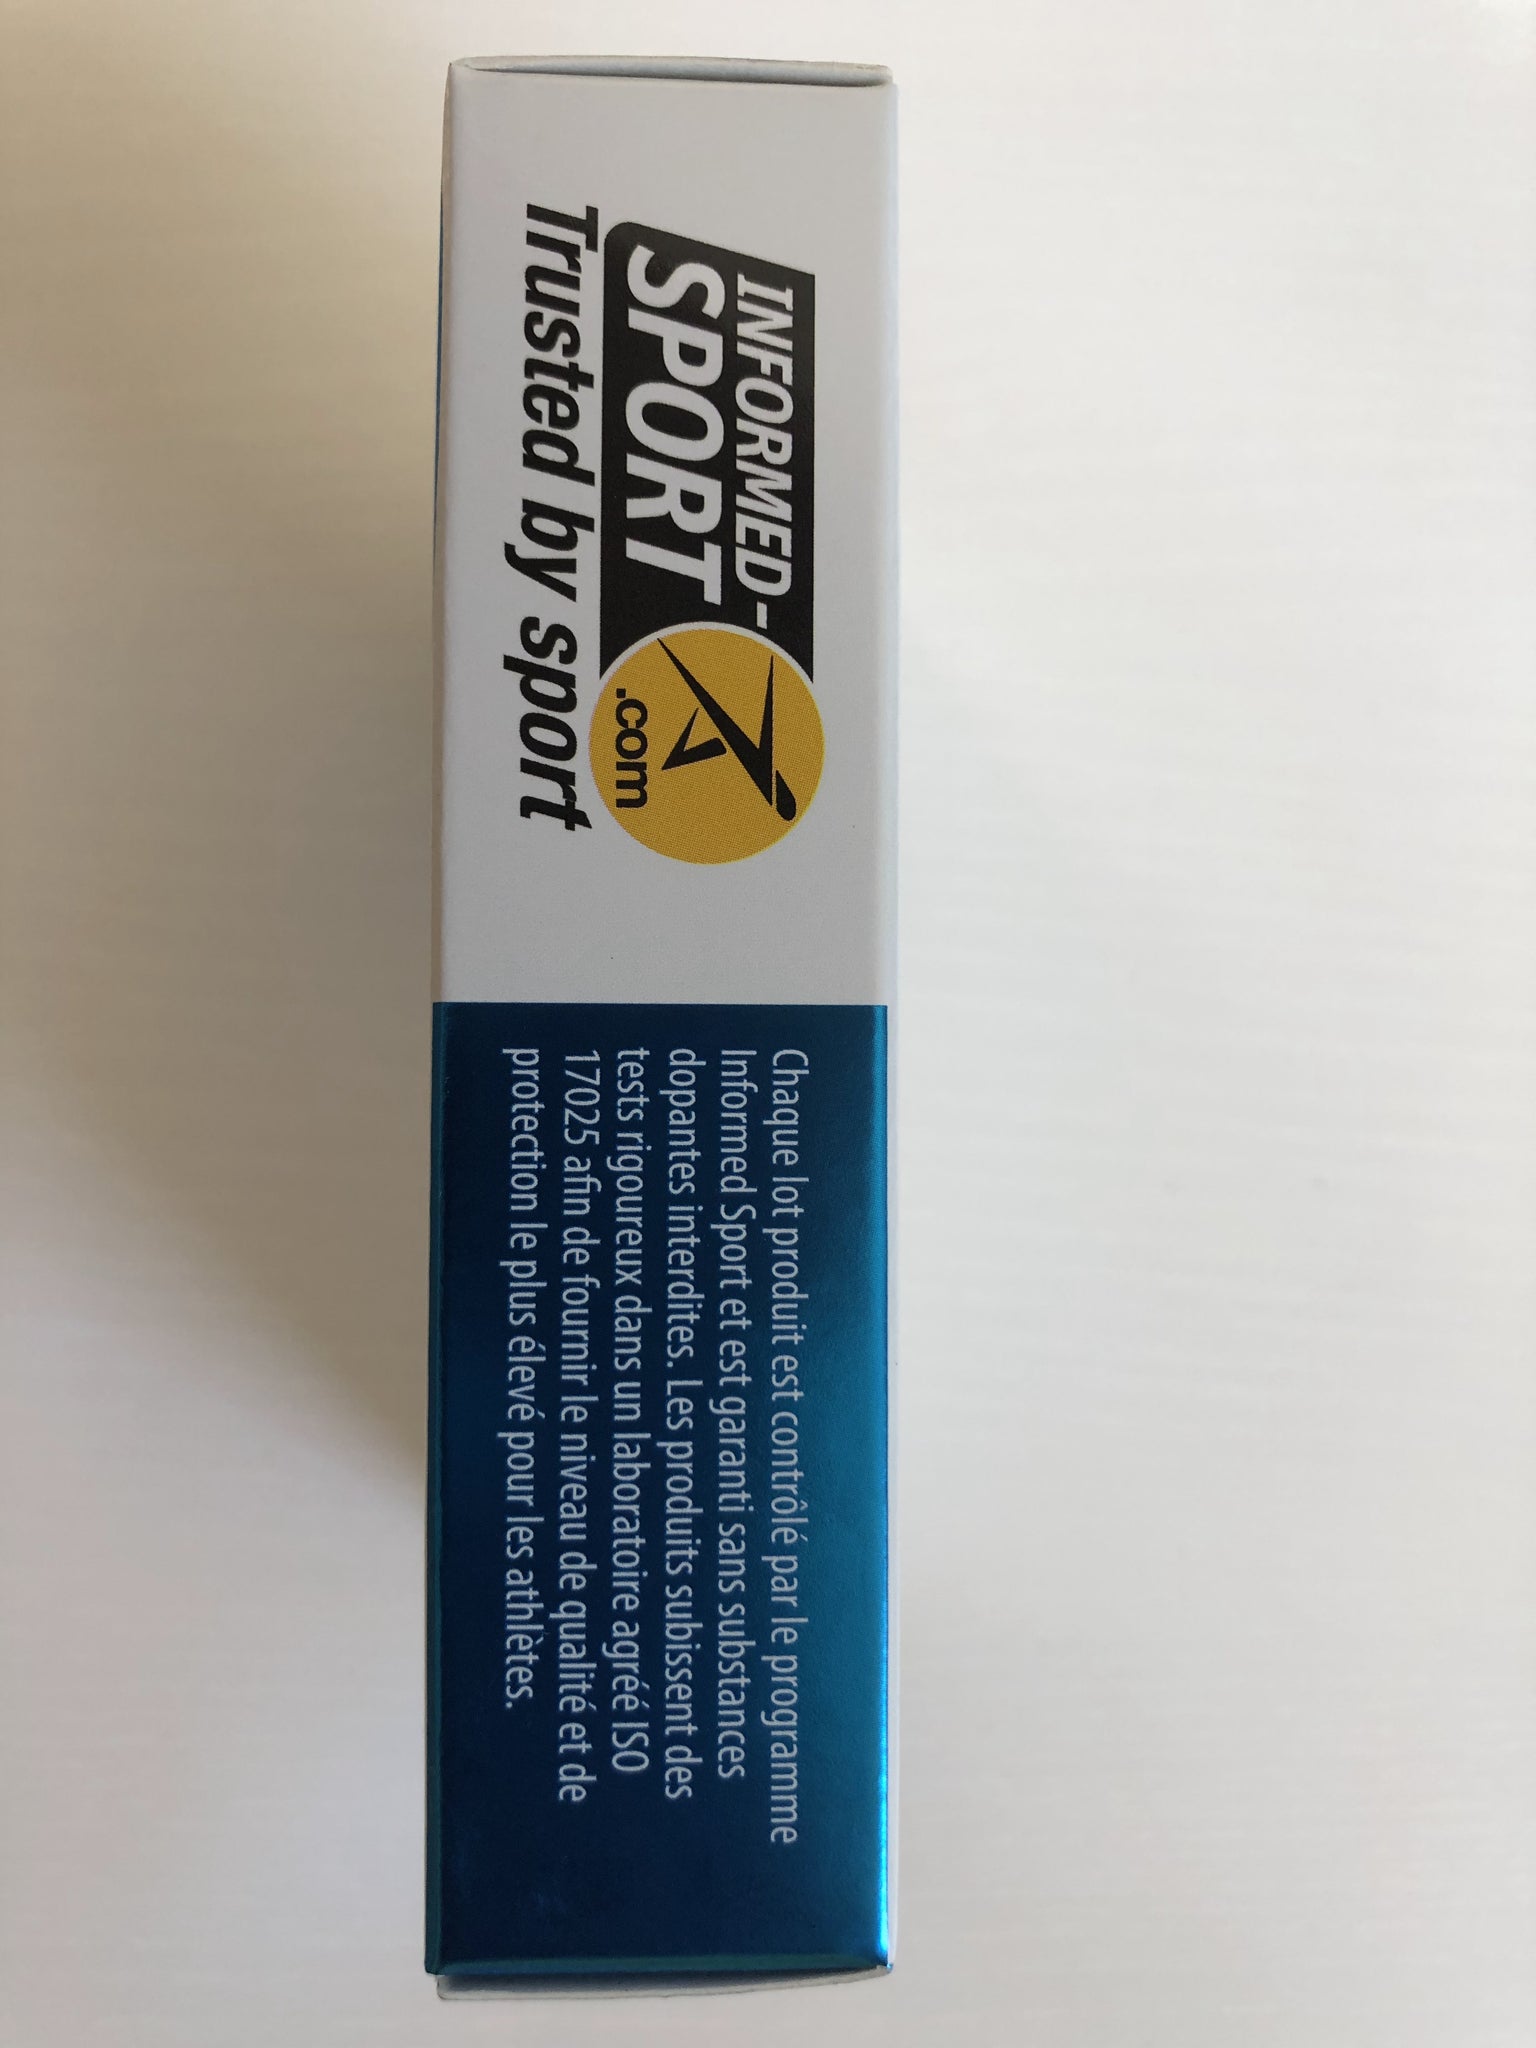 INFORMED-
SPORT
.com
Trusted by sport
Chaque lot produit est contrôlé par le programme
Informed Sport et est garanti sans substances
dopantes interdites. Les produits subissent des
tests rigoureux dans un laboratoire agréé ISO
17025 afin de fournir le niveau de qualité et de
protection le plus élevé pour les athlètes.